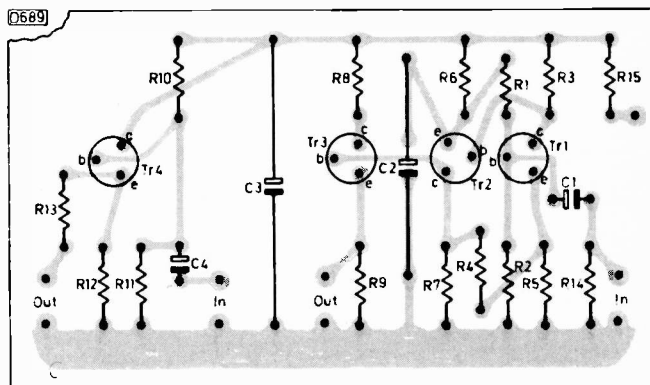 0689
R10 R8 R6 R1 R3 R15
c Tr3 c e c Tr1
b b b b
Tr4 e C2 Tr2
e C3 c e C1
R13
C4 R4
R12 R11 R9 R7 R2 R5 R14
Out In Out In